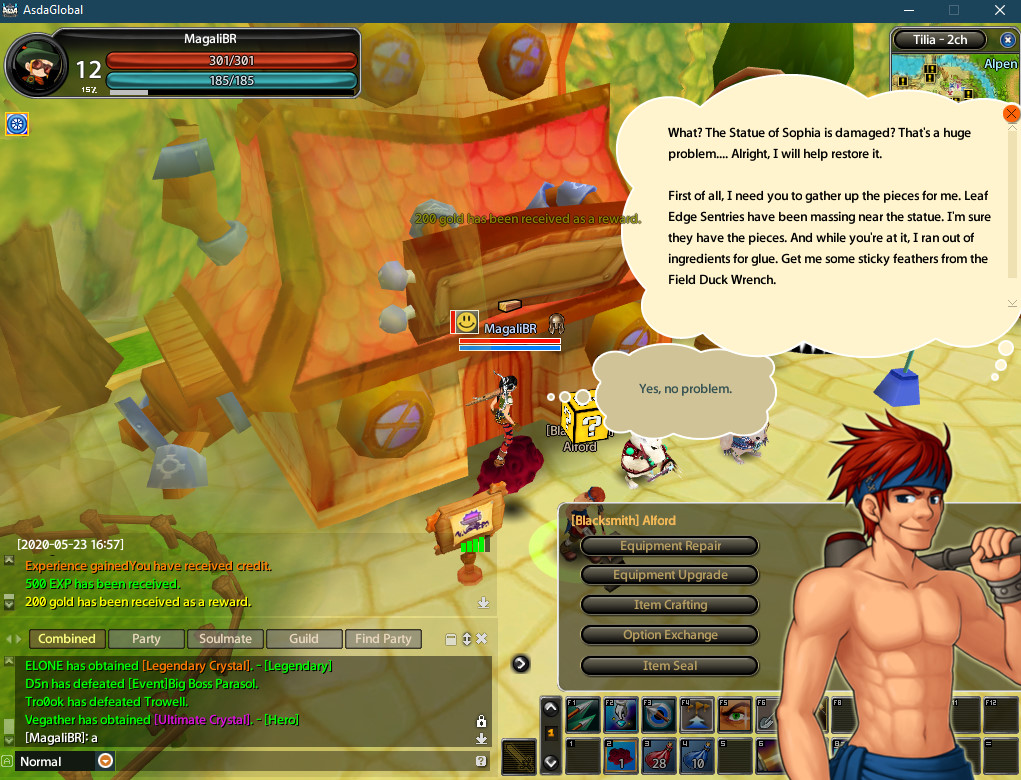 AsdaGlobal
MagaliBR
12
301/301
185/185
15%
Tilia - 2ch
Alpen
What? The Statue of Sophia is damaged? That's a huge
problem.... Alright, I will help restore it.
First of all, I need you to gather up the pieces for me. Leaf
Edge Sentries have been massing near the statue. I'm sure
they have the pieces. And while you're at it, I ran out of
ingredients for glue. Get me some sticky feathers from the
Field Duck Wrench.
200 gold has been received as a reward.
MagaliBR
Yes, no problem.
Alford
[Blacksmith] Alford
Equipment Repair
Equipment Upgrade
Item Crafting
Option Exchange
Item Seal
[2020-05-23 16:57]
Experience gainedYou have received credit.
500 EXP has been received.
200 gold has been received as a reward.
Combined
Party
Soulmate
Guild
Find Party
ELONE has obtained [Legendary Crystal]. - [Legendary]
D5n has defeated [Event]Big Boss Parasol.
Tro0ok has defeated Trowell.
Vegather has obtained [Ultimate Crystal]. - [Hero]
[MagaliBR]: a
Normal
1
F1 F2 F3 F4 F5 F6 F8 F12
1 2 3 4 5 6
1 28 10